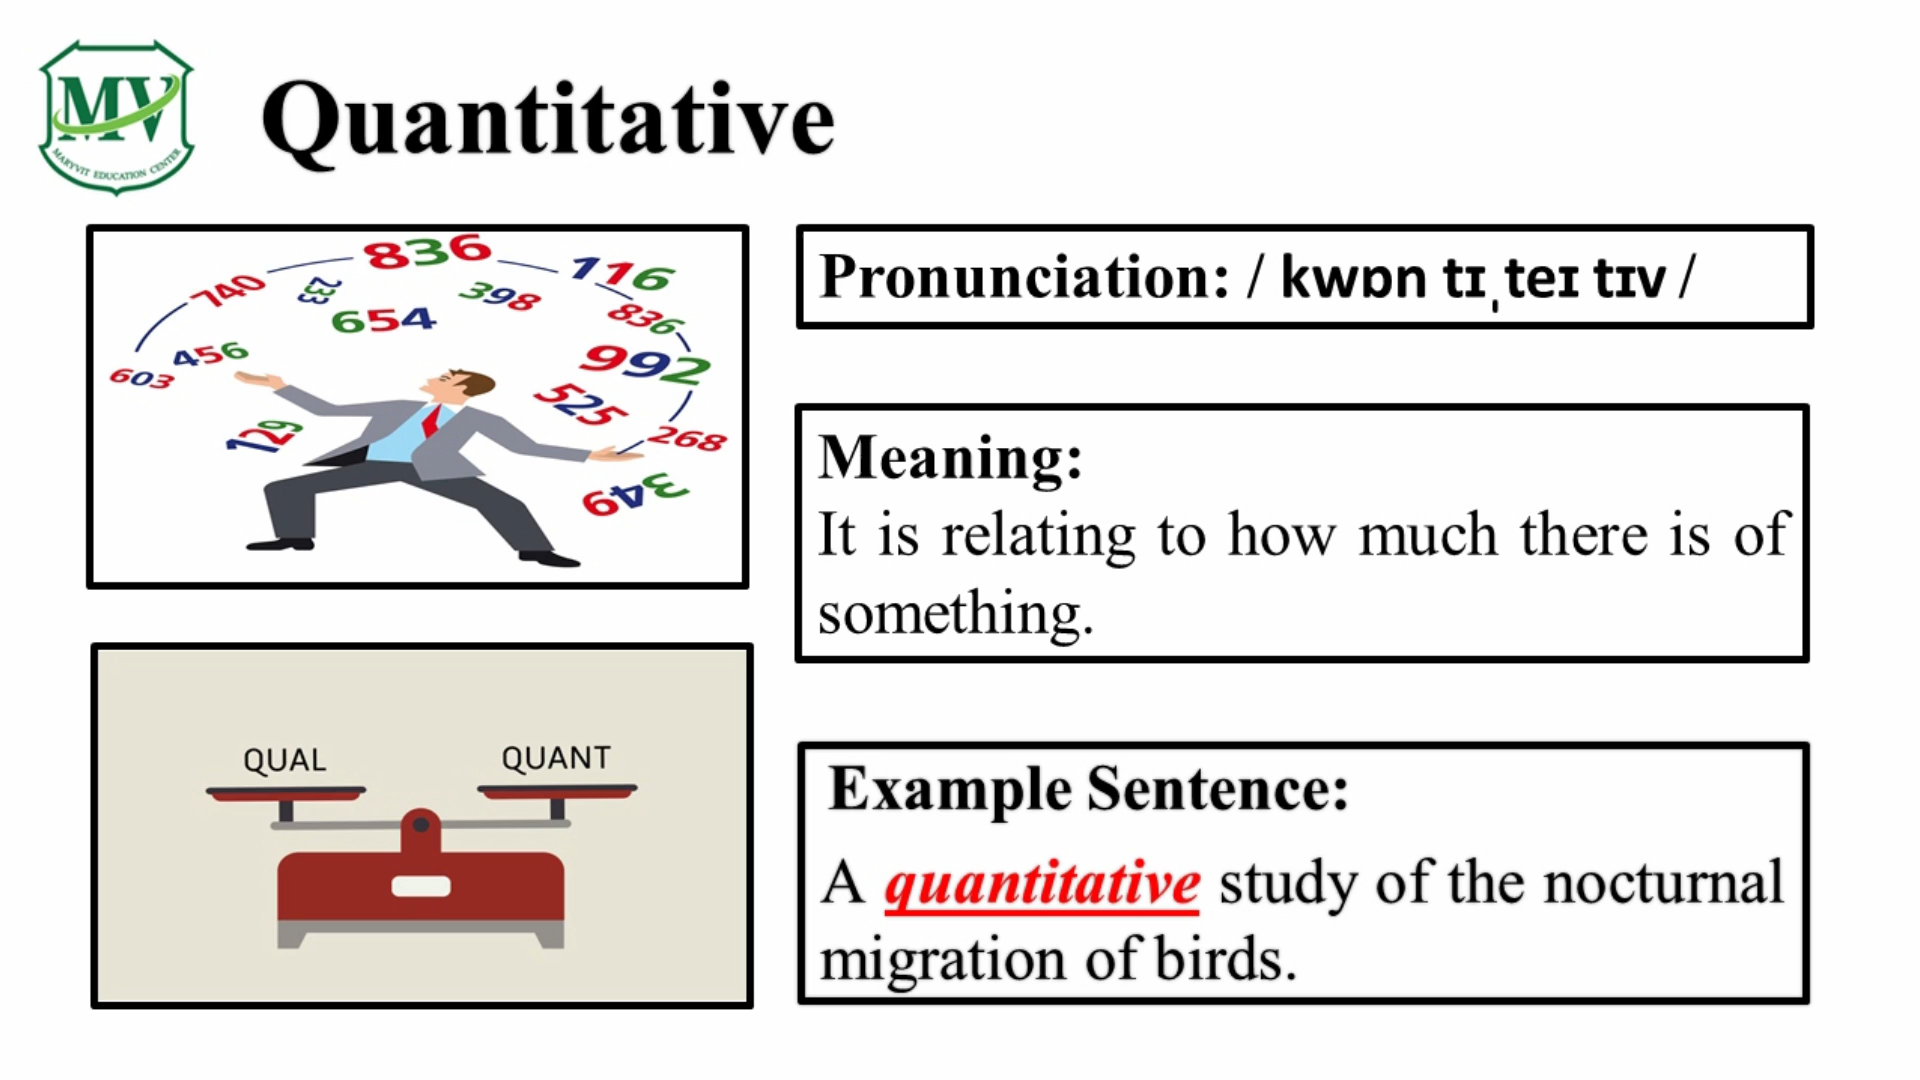 MV
MARYVIT EDUCATION CENTER
Quantitative
836
116
740
233
398
654
836
456
603
992
525
129
268
349
Pronunciation: / kwɒn tɪˌteɪ tɪv /
Meaning:
It is relating to how much there is of
something.
QUAL
QUANT
Example Sentence:
A quantitative study of the nocturnal
migration of birds.